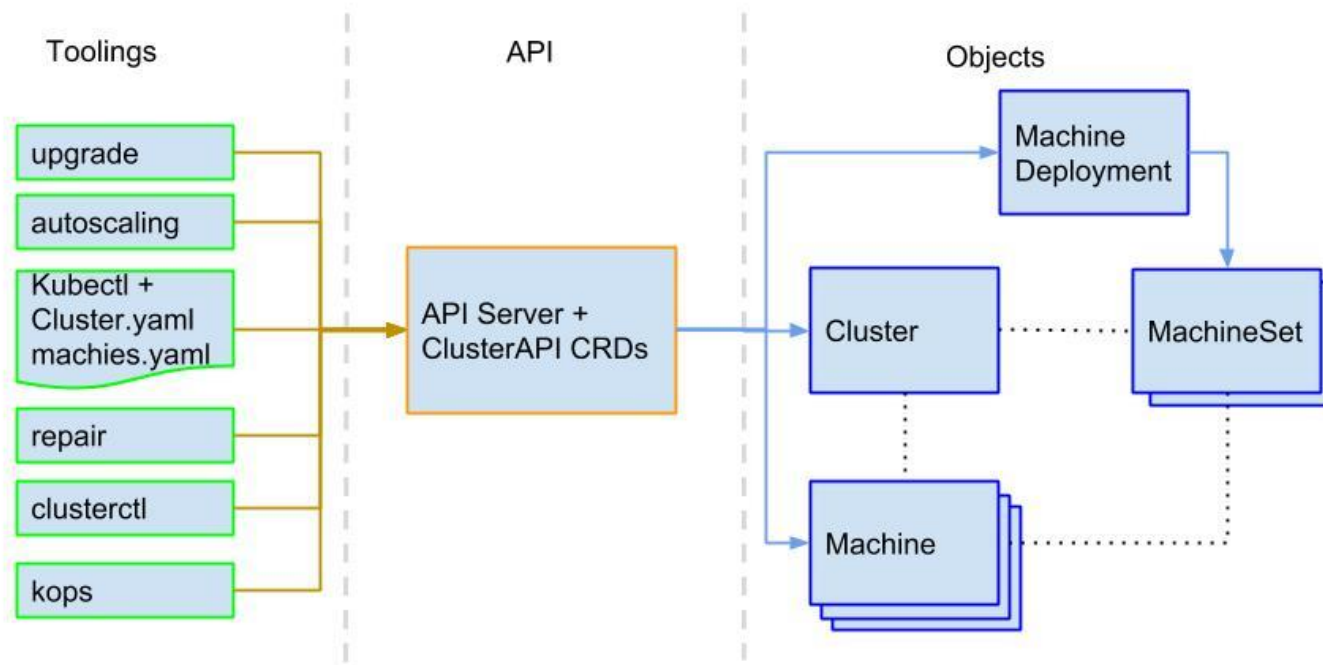 Toolings
API
Objects
upgrade
autoscaling
Kubectl +
Cluster.yaml
machies.yaml
repair
clusterctl
kops
API Server +
ClusterAPI CRDs
Machine
Deployment
Cluster
MachineSet
Machine